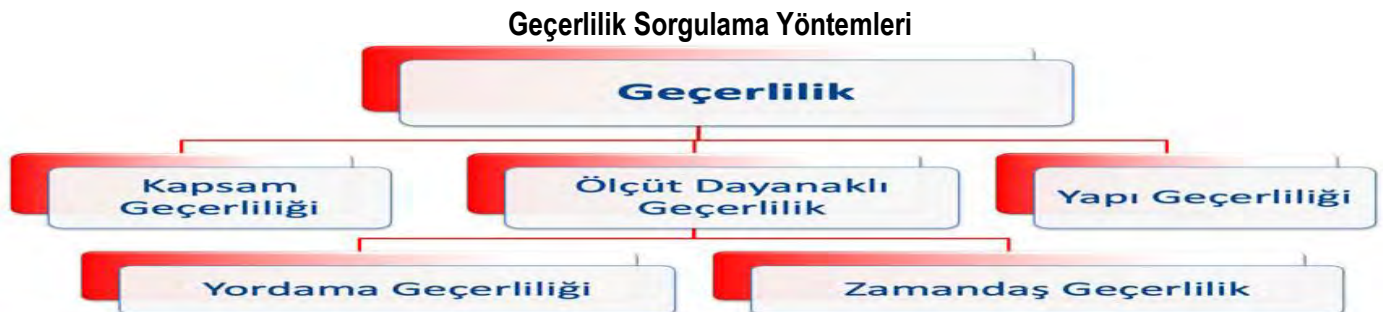 Geçerlilik Sorgulama Yöntemleri
Geçerlilik
Kapsam
Geçerliliği
Ölçüt Dayanaklı
Geçerlilik
Yapı Geçerliliği
Yordama Geçerliliği
Zamandaş Geçerlilik